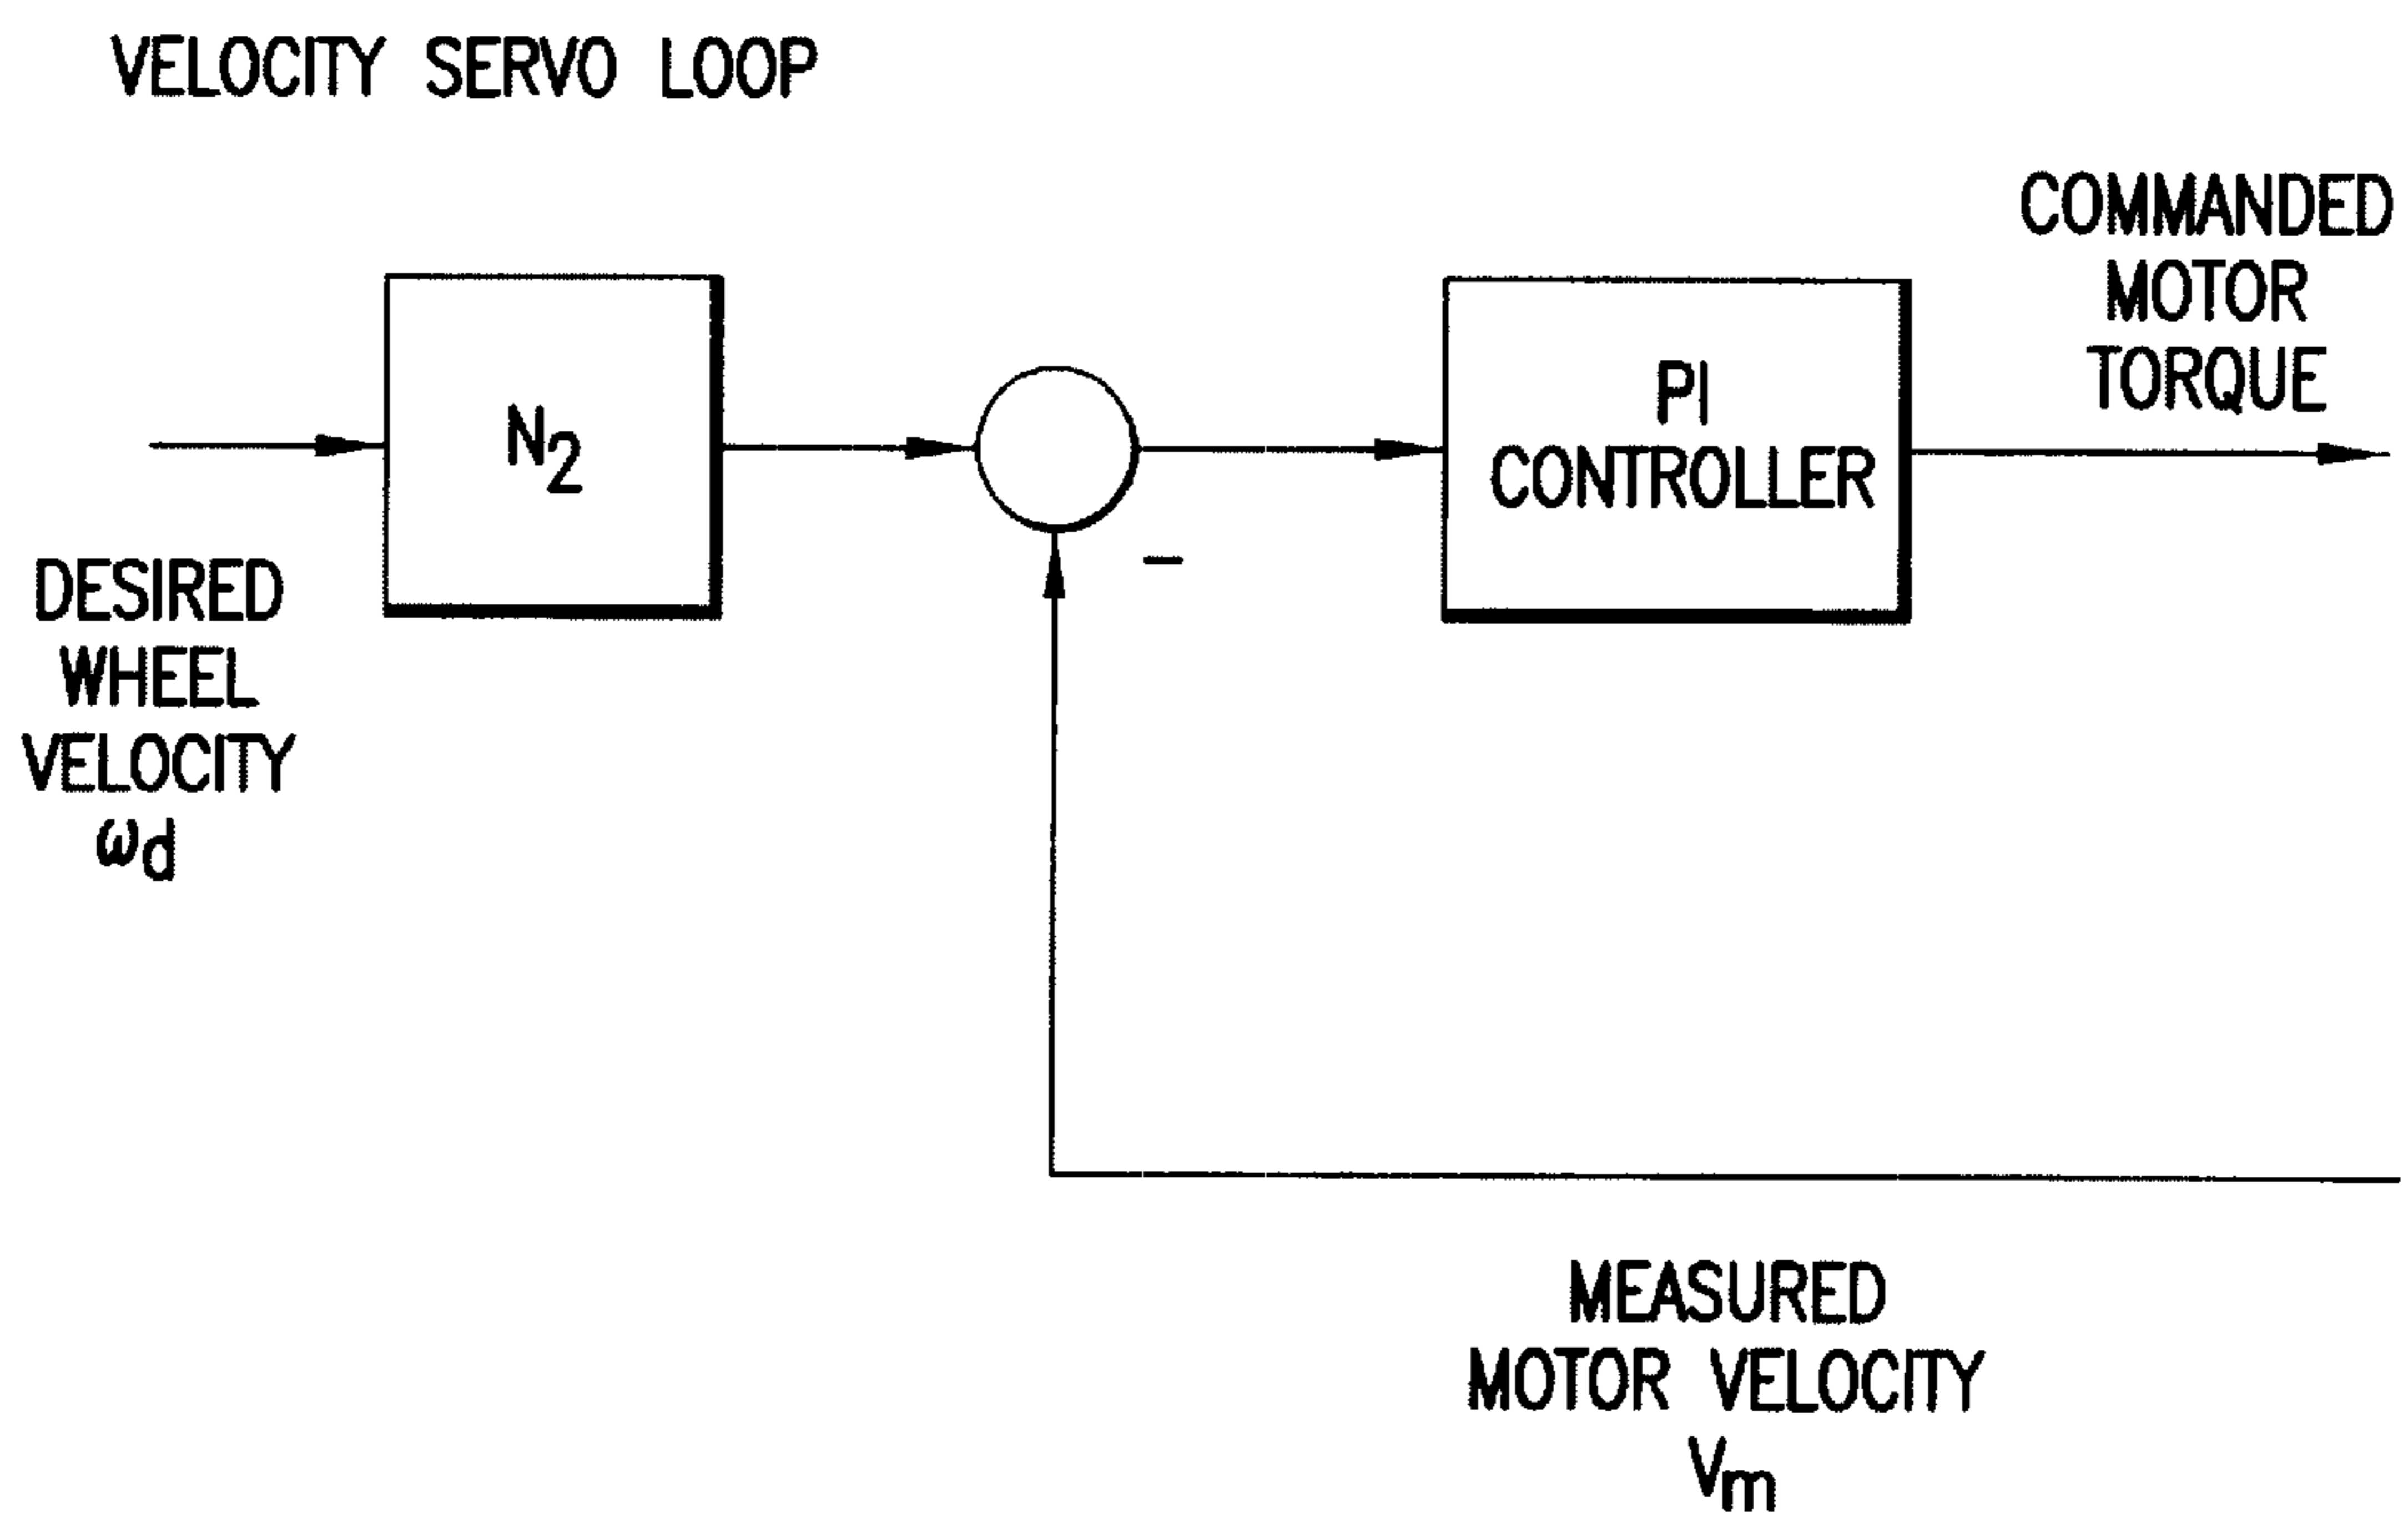 VELOCITY SERVO LOOP
COMMANDED
MOTOR
TORQUE
N2
PI
CONTROLLER
-
DESIRED
WHEEL
VELOCITY
ωd
MEASURED
MOTOR VELOCITY
Vm